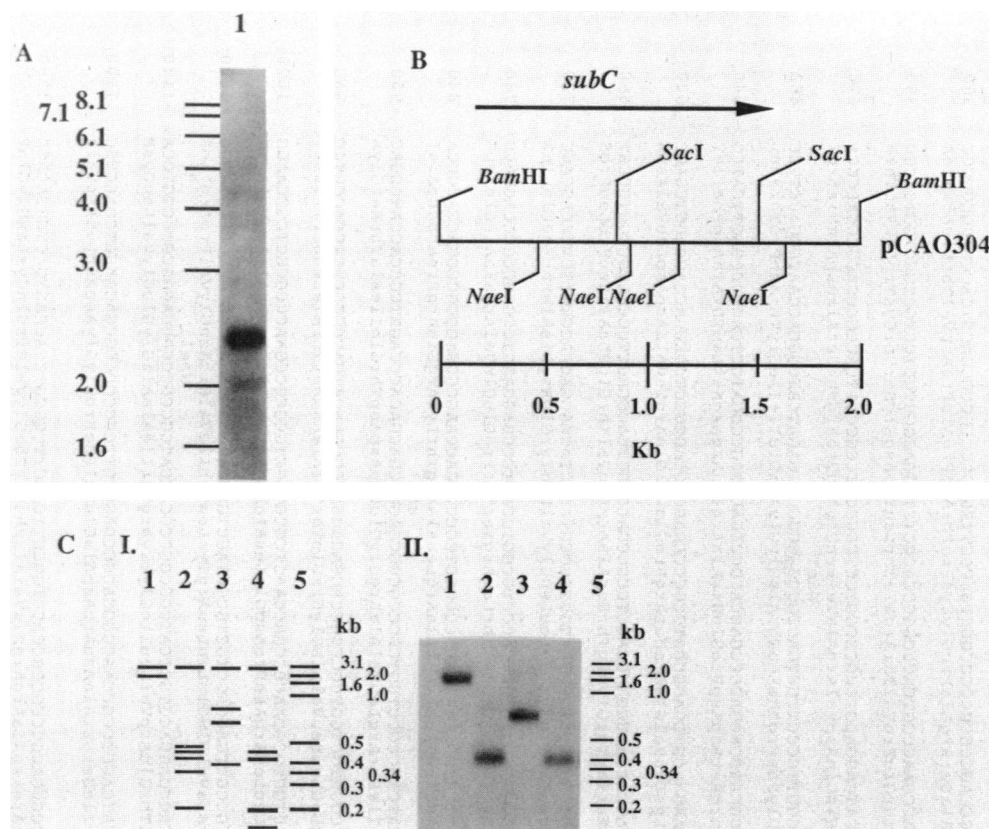 A
1
8.1
7.1
6.1
5.1
4.0
3.0
2.0
1.6
B
subC
SacI
SacI
BamHI
BamHI
pCAO304
NaeI
NaeI
NaeI
NaeI
0
0.5
1.0
1.5
2.0
Kb
C
I.
1 2 3 4 5
kb
3.1
2.0
1.6
1.0
0.5
0.4
0.34
0.3
0.2
II.
1 2 3 4 5
kb
3.1
2.0
1.6
1.0
0.5
0.4
0.34
0.3
0.2